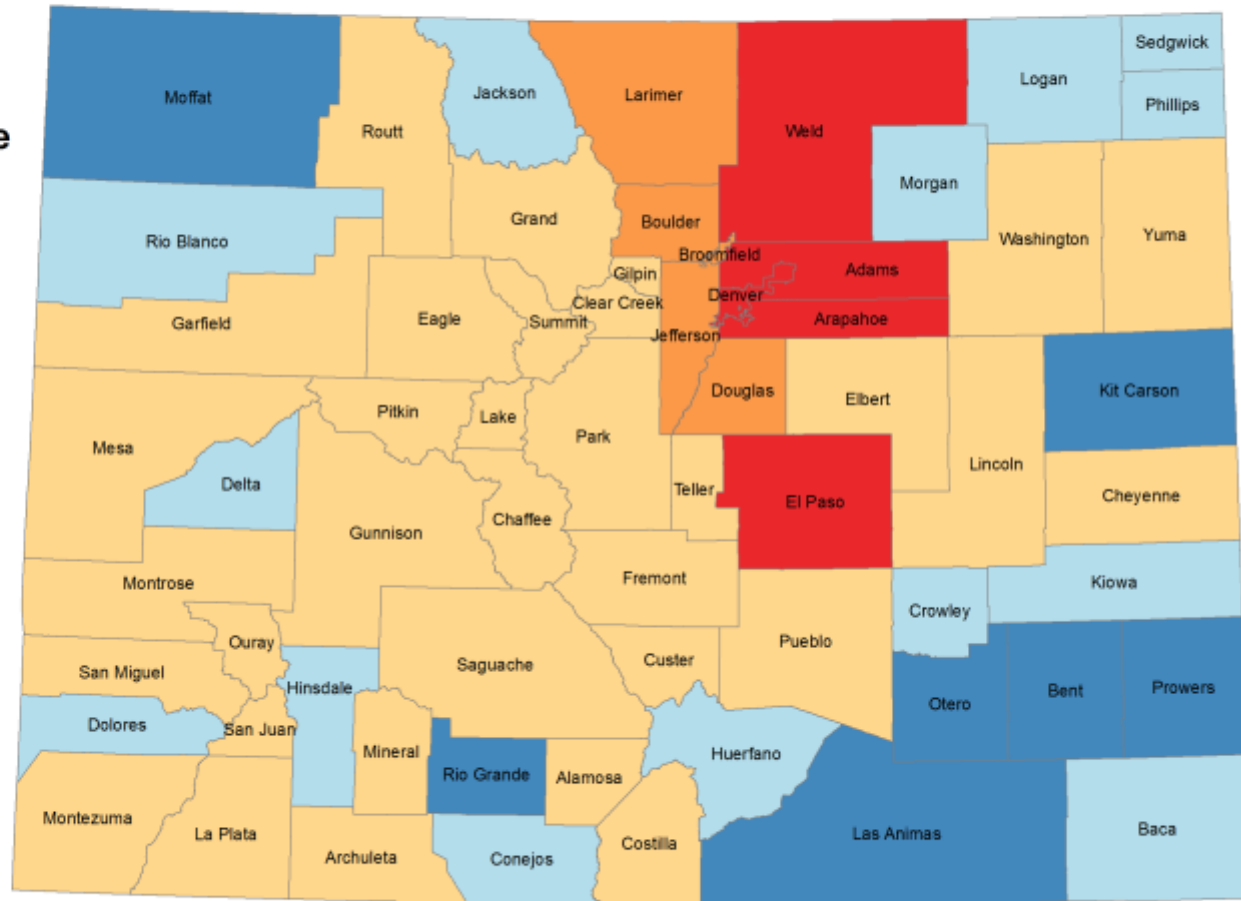 Sedgwick
Logan
Phillips
Moffat
Jackson
Larimer
e
Routt
Weld
Morgan
Grand
Boulder
Washington
Yuma
Rio Blanco
Broomfield
Gilpin
Adams
Clear Creek
Denver
Garfield
Eagle
Summit
Arapahoe
Jefferson
Douglas
Kit Carson
Pitkin
Lake
Elbert
Mesa
Park
Lincoln
Delta
Teller
El Paso
Cheyenne
Chaffee
Gunnison
Montrose
Fremont
Kiowa
Crowley
Ouray
Pueblo
Saguache
Custer
San Miguel
Hinsdale
Otero
Bent
Prowers
Dolores
San Juan
Mineral
Huerfano
Rio Grande
Alamosa
Montezuma
La Plata
Las Animas
Baca
Archuleta
Conejos
Costilla